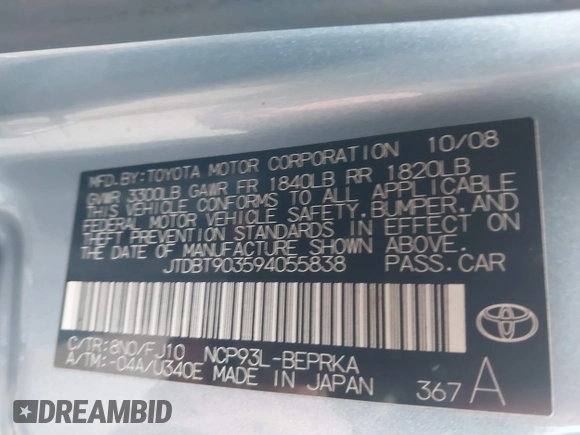 MFD.BY:TOYOTA MOTOR CORPORATION 10/08
GVWR 3300LB GAWR FR 1840LB RR 1820LB
THIS VEHICLE CONFORMS TO ALL APPLICABLE
FEDERAL MOTOR VEHICLE SAFETY,BUMPER,AND
THEFT PREVENTION STANDARDS IN EFFECT ON
THE DATE OF MANUFACTURE SHOWN ABOVE.
JTDBT903594055838 PASS.CAR
C/TR:8N0/FJ10 NCP93L-BEPRKA
A/TM:-04A/U340E MADE IN JAPAN
367 A
DREAMBID